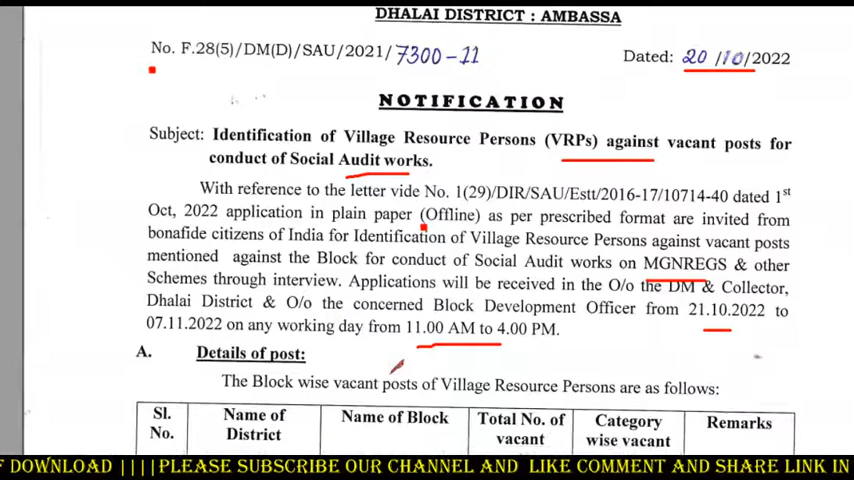 DHALAI DISTRICT : AMBASSA
No. F.28(5)/DM(D)/SAU/2021/7300-11 Dated: 20/10/2022
NOTIFICATION
Subject: Identification of Village Resource Persons (VRPs) against vacant posts for
conduct of Social Audit works.
With reference to the letter vide No. 1(29)/DIR/SAU/Estt/2016-17/10714-40 dated 1st
Oct, 2022 application in plain paper (Offline) as per prescribed format are invited from
bonafide citizens of India for Identification of Village Resource Persons against vacant posts
mentioned against the Block for conduct of Social Audit works on MGNREGS & other
Schemes through interview. Applications will be received in the O/o the DM & Collector,
Dhalai District & O/o the concerned Block Development Officer from 21.10.2022 to
07.11.2022 on any working day from 11.00 AM to 4.00 PM.
A. Details of post:
The Block wise vacant posts of Village Resource Persons are as follows:
Sl. Name of Name of Block Total No. of Category Remarks
No. District vacant wise vacant
F DOWNLOAD ||||PLEASE SUBSCRIBE OUR CHANNEL AND LIKE COMMENT AND SHARE LINK IN